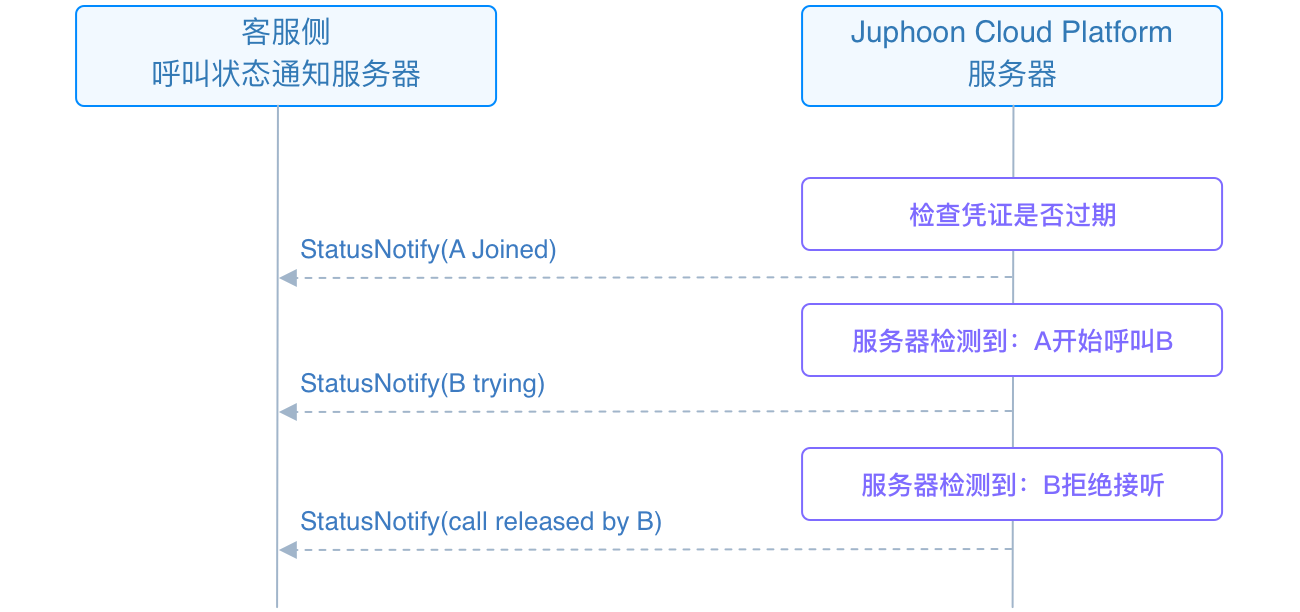 客服侧
呼叫状态通知服务器
Juphoon Cloud Platform
服务器
检查凭证是否过期
StatusNotify(A Joined)
服务器检测到：A开始呼叫B
StatusNotify(B trying)
服务器检测到：B拒绝接听
StatusNotify(call released by B)